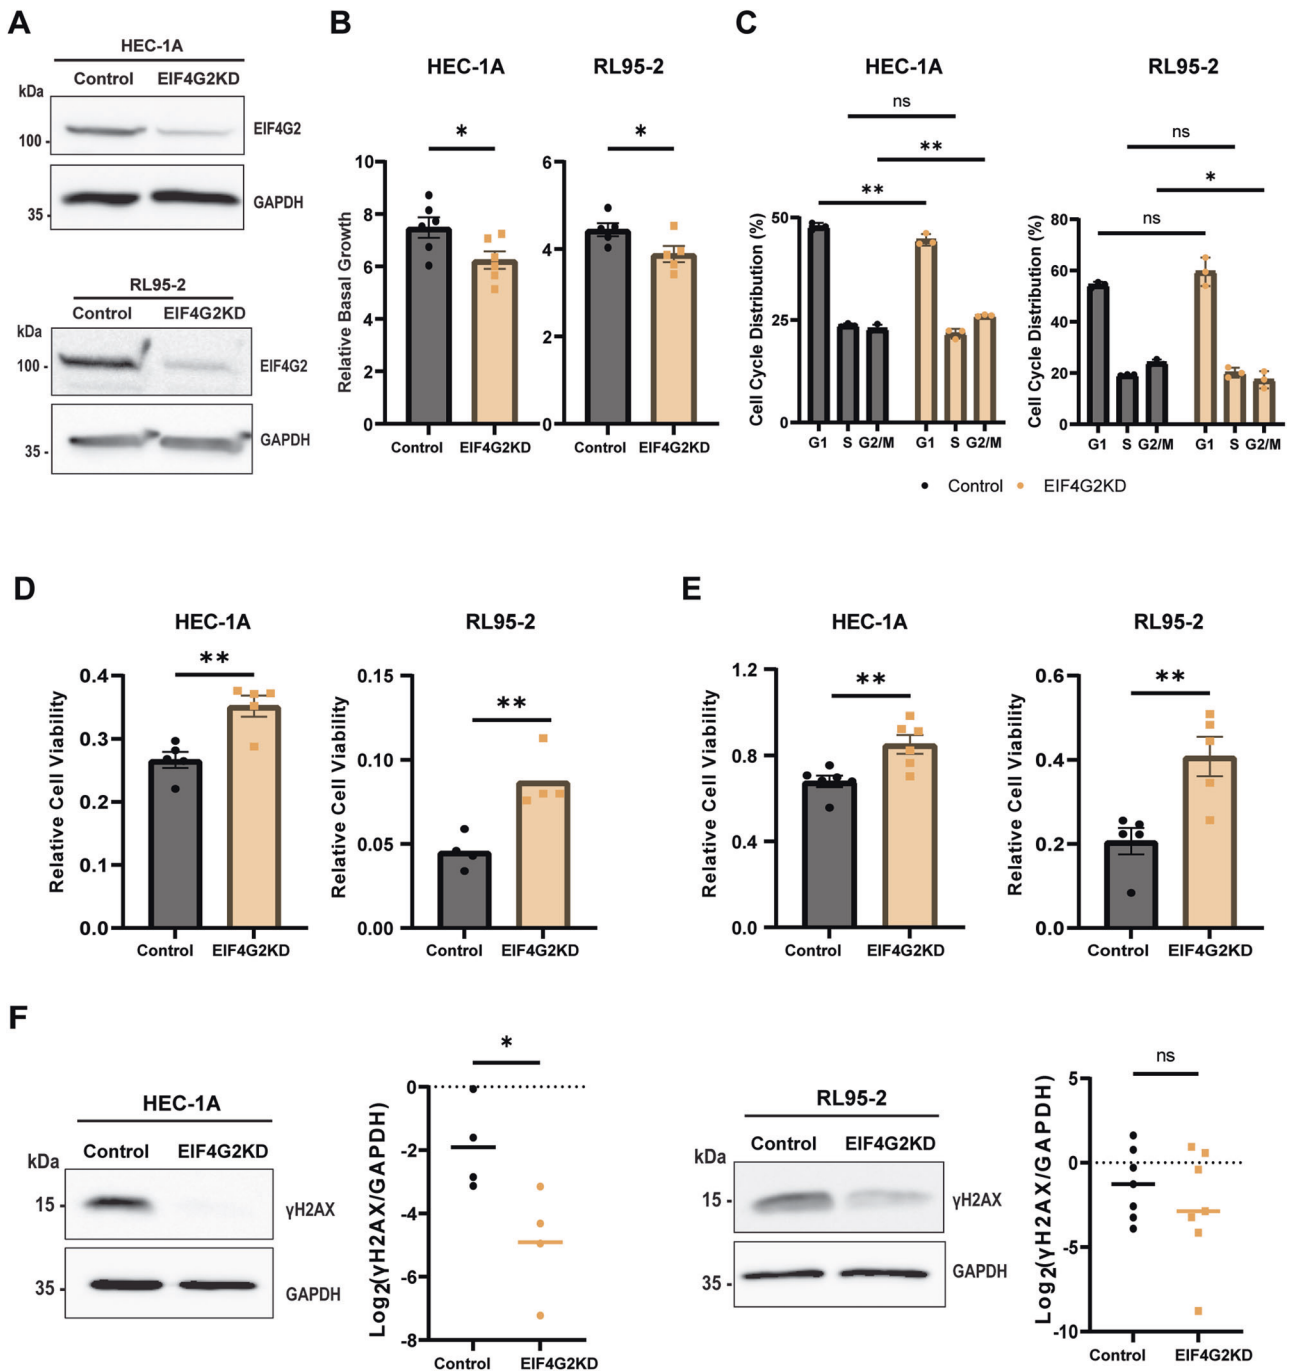 A
HEC-1A
Control EIF4G2KD
kDa
100
EIF4G2
35
GAPDH
RL95-2
Control EIF4G2KD
kDa
100
EIF4G2
35
GAPDH
B
HEC-1A RL95-2
* *
Relative Basal Growth
10
8
6
4
2
0
Control EIF4G2KD
6
4
2
0
Control EIF4G2KD
C
HEC-1A
ns
**
**
Cell Cycle Distribution (%)
50
25
0
G1 S G2/M G1 S G2/M
RL95-2
ns
*
ns
Cell Cycle Distribution (%)
80
60
40
20
0
G1 S G2/M G1 S G2/M
Control EIF4G2KD
D
HEC-1A
**
Relative Cell Viability
0.4
0.3
0.2
0.1
0.0
Control EIF4G2KD
RL95-2
**
Relative Cell Viability
0.15
0.10
0.05
0.00
Control EIF4G2KD
E
HEC-1A
**
Relative Cell Viability
1.2
0.8
0.4
0.0
Control EIF4G2KD
RL95-2
**
Relative Cell Viability
0.6
0.4
0.2
0.0
Control EIF4G2KD
F
HEC-1A
Control EIF4G2KD
kDa
15
γH2AX
35
GAPDH
*
Log2(γH2AX/GAPDH)
0
-2
-4
-6
-8
Control EIF4G2KD
RL95-2
Control EIF4G2KD
kDa
15
γH2AX
35
GAPDH
ns
Log2(γH2AX/GAPDH)
5
0
-5
-10
Control EIF4G2KD